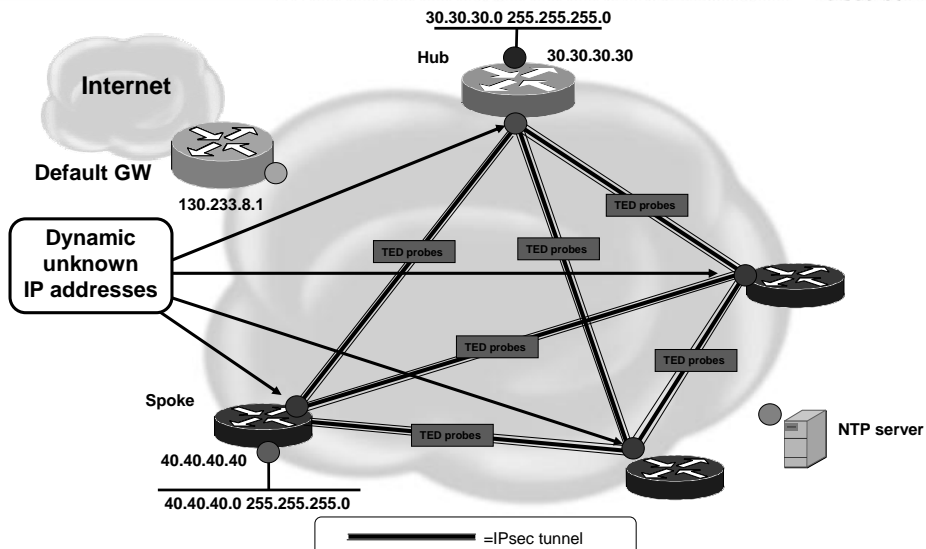 30.30.30.0 255.255.255.0
Hub
30.30.30.30
Internet
Default GW
130.233.8.1
TED probes
Dynamic
unknown
IP addresses
TED probes
TED probes
TED probes
TED probes
Spoke
TED probes
NTP server
40.40.40.40
40.40.40.0 255.255.255.0
=IPsec tunnel